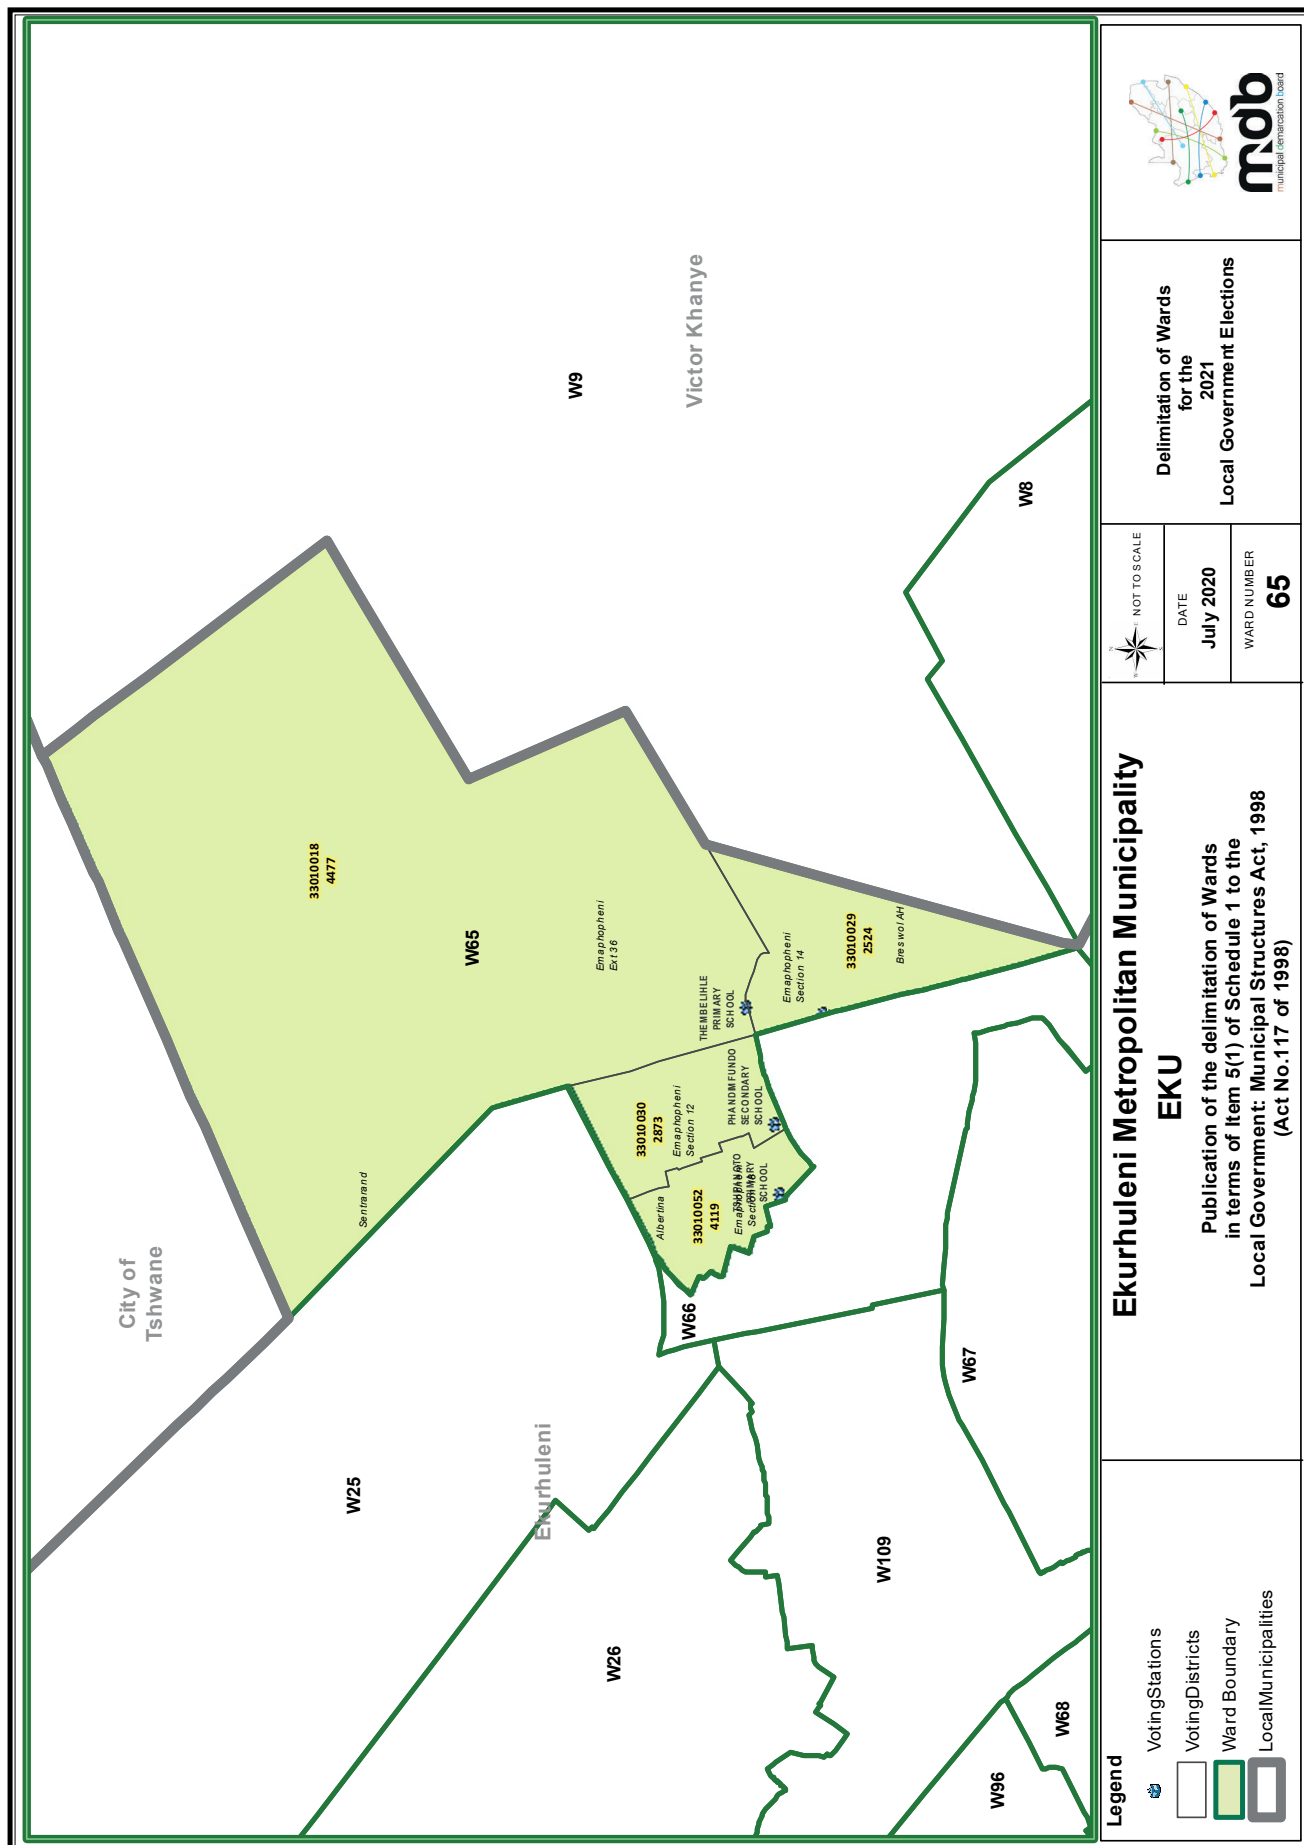 City of
Tshwane
Sentrarand
33010018
4477
W25
W65
W9
Ekurhuleni
Emaphopheni
Ext 36
Victor Khanye
W26
33010030
2873
Emaphopheni
Section 12
Albertina
33010052
4119
W66
THEMBELIHLE
PRIMARY
SCHOOL
PHANDIMFUNDO
SECONDARY
SCHOOL
PRIMARY
SCHOOL
Emaphopheni
Section 14
33010029
2524
Breswol AH
W109
W67
W8
W96
W68
Legend
VotingStations
VotingDistricts
Ward Boundary
LocalMunicipalities
Ekurhuleni Metropolitan Municipality
EKU
Publication of the delimitation of Wards
in terms of Item 5(1) of Schedule 1 to the
Local Government: Municipal Structures Act, 1998
(Act No.117 of 1998)
N
W
E
S
NOT TO SCALE
DATE
July 2020
WARD NUMBER
65
Delimitation of Wards
for the
2021
Local Government Elections
mdb
municipal demarcation board